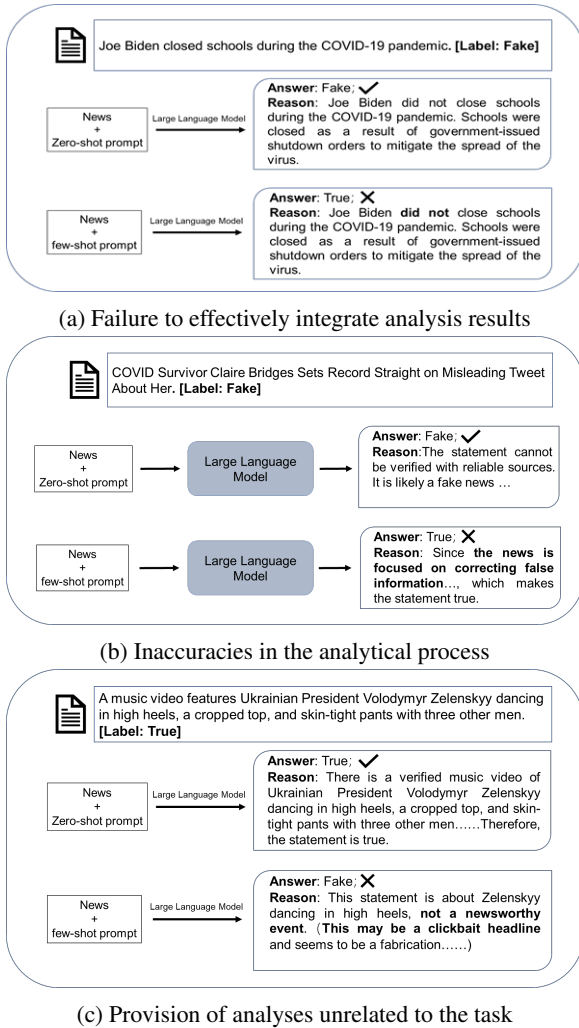 Joe Biden closed schools during the COVID-19 pandemic. [Label: Fake]
News
+
Zero-shot prompt
Large Language Model
Answer: Fake; ✓
Reason: Joe Biden did not close schools
during the COVID-19 pandemic. Schools were
closed as a result of government-issued
shutdown orders to mitigate the spread of the
virus.
News
+
few-shot prompt
Large Language Model
Answer: True; ✕
Reason: Joe Biden did not close schools
during the COVID-19 pandemic. Schools were
closed as a result of government-issued
shutdown orders to mitigate the spread of the
virus.
(a) Failure to effectively integrate analysis results
COVID Survivor Claire Bridges Sets Record Straight on Misleading Tweet
About Her. [Label: Fake]
News
+
Zero-shot prompt
Large Language
Model
Answer: Fake; ✓
Reason:The statement cannot
be verified with reliable sources.
It is likely a fake news …
News
+
few-shot prompt
Large Language
Model
Answer: True; ✕
Reason: Since the news is
focused on correcting false
information…, which makes
the statement true.
(b) Inaccuracies in the analytical process
A music video features Ukrainian President Volodymyr Zelenskyy dancing
in high heels, a cropped top, and skin-tight pants with three other men.
[Label: True]
News
+
Zero-shot prompt
Large Language Model
Answer: True; ✓
Reason: There is a verified music video of
Ukrainian President Volodymyr Zelenskyy
dancing in high heels, a cropped top, and skin-
tight pants with three other men……Therefore,
the statement is true.
News
+
few-shot prompt
Large Language Model
Answer: Fake; ✕
Reason: This statement is about Zelenskyy
dancing in high heels, not a newsworthy
event. (This may be a clickbait headline
and seems to be a fabrication……)
(c) Provision of analyses unrelated to the task